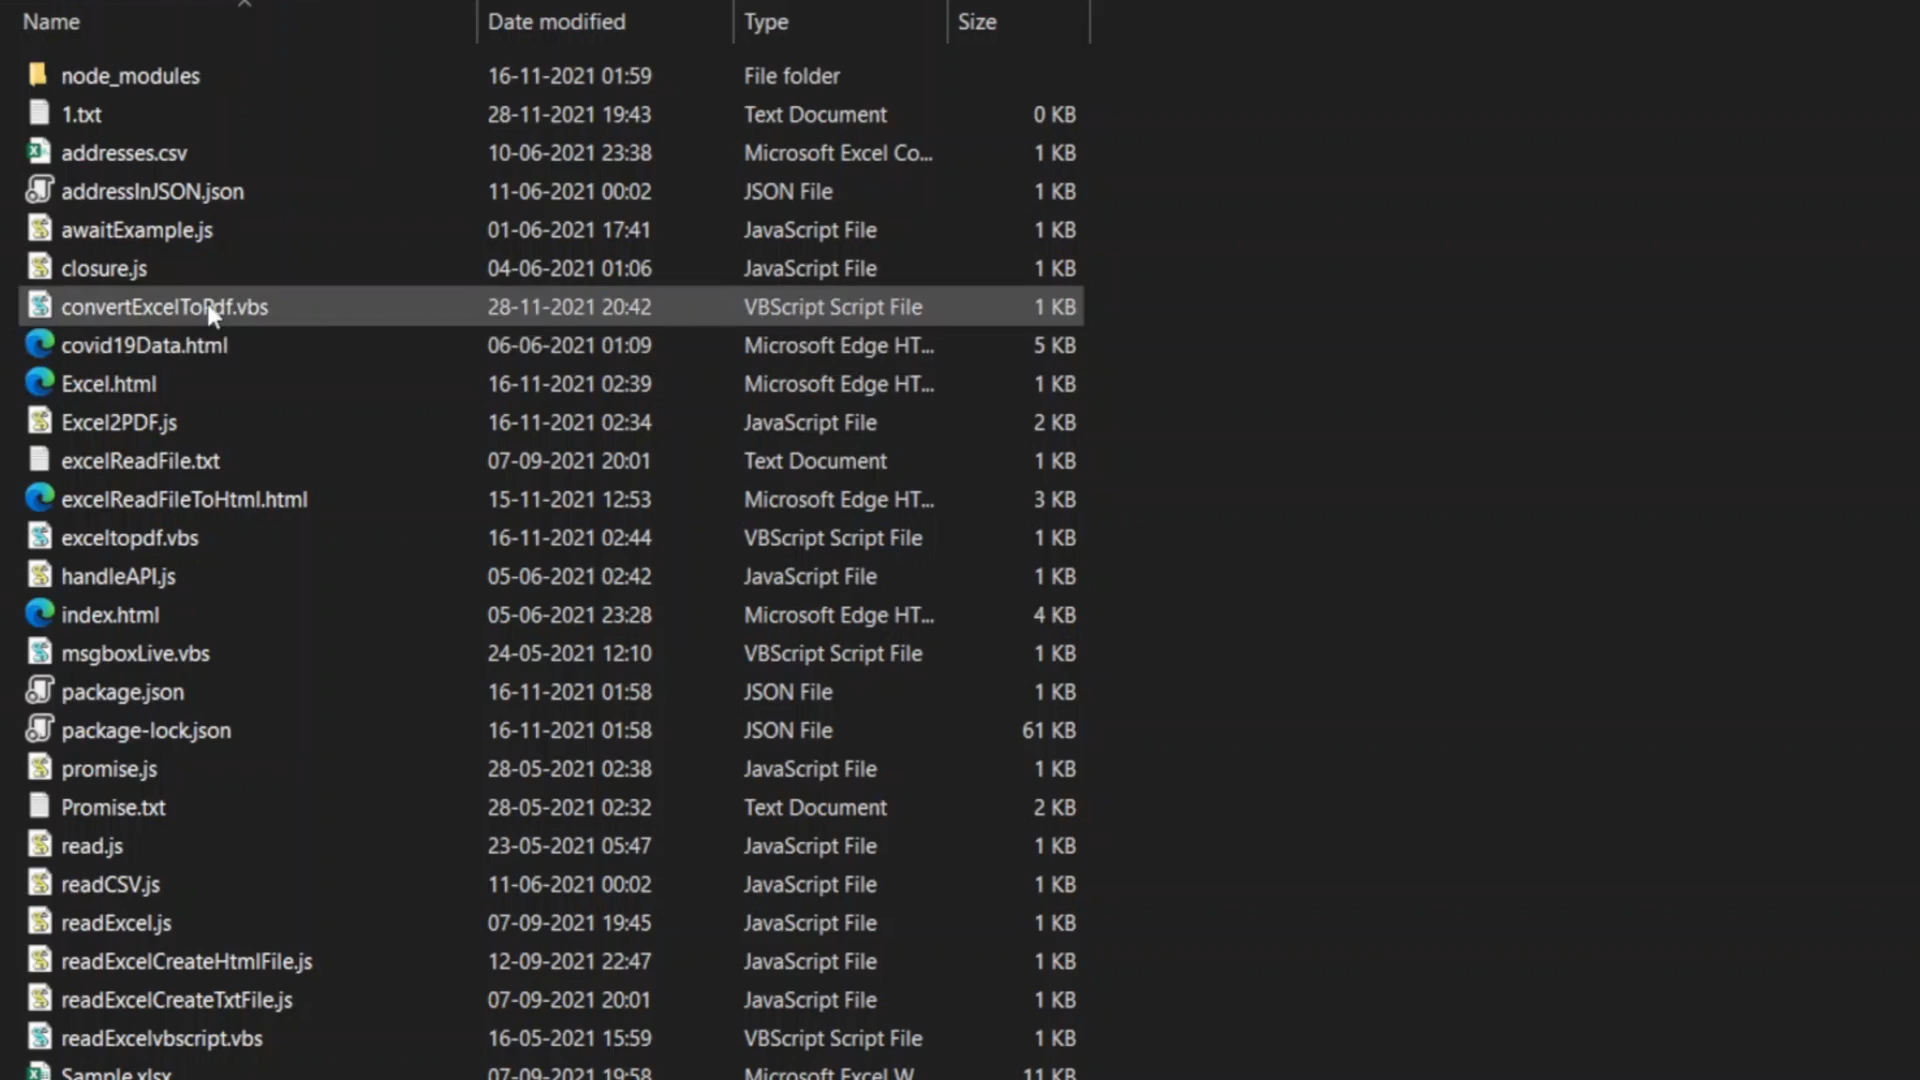 Name Date modified Type Size
node_modules 16-11-2021 01:59 File folder
1.txt 28-11-2021 19:43 Text Document 0 KB
addresses.csv 10-06-2021 23:38 Microsoft Excel Co... 1 KB
addressInJSON.json 11-06-2021 00:02 JSON File 1 KB
awaitExample.js 01-06-2021 17:41 JavaScript File 1 KB
closure.js 04-06-2021 01:06 JavaScript File 1 KB
convertExcelToPdf.vbs 28-11-2021 20:42 VBScript Script File 1 KB
covid19Data.html 06-06-2021 01:09 Microsoft Edge HT... 5 KB
Excel.html 16-11-2021 02:39 Microsoft Edge HT... 1 KB
Excel2PDF.js 16-11-2021 02:34 JavaScript File 2 KB
excelReadFile.txt 07-09-2021 20:01 Text Document 1 KB
excelReadFileToHtml.html 15-11-2021 12:53 Microsoft Edge HT... 3 KB
exceltopdf.vbs 16-11-2021 02:44 VBScript Script File 1 KB
handleAPI.js 05-06-2021 02:42 JavaScript File 1 KB
index.html 05-06-2021 23:28 Microsoft Edge HT... 4 KB
msgboxLive.vbs 24-05-2021 12:10 VBScript Script File 1 KB
package.json 16-11-2021 01:58 JSON File 1 KB
package-lock.json 16-11-2021 01:58 JSON File 61 KB
promise.js 28-05-2021 02:38 JavaScript File 1 KB
Promise.txt 28-05-2021 02:32 Text Document 2 KB
read.js 23-05-2021 05:47 JavaScript File 1 KB
readCSV.js 11-06-2021 00:02 JavaScript File 1 KB
readExcel.js 07-09-2021 19:45 JavaScript File 1 KB
readExcelCreateHtmlFile.js 12-09-2021 22:47 JavaScript File 1 KB
readExcelCreateTxtFile.js 07-09-2021 20:01 JavaScript File 1 KB
readExcelvbscript.vbs 16-05-2021 15:59 VBScript Script File 1 KB
Sample.xlsx 07-09-2021 19:58 Microsoft Excel W... 11 KB